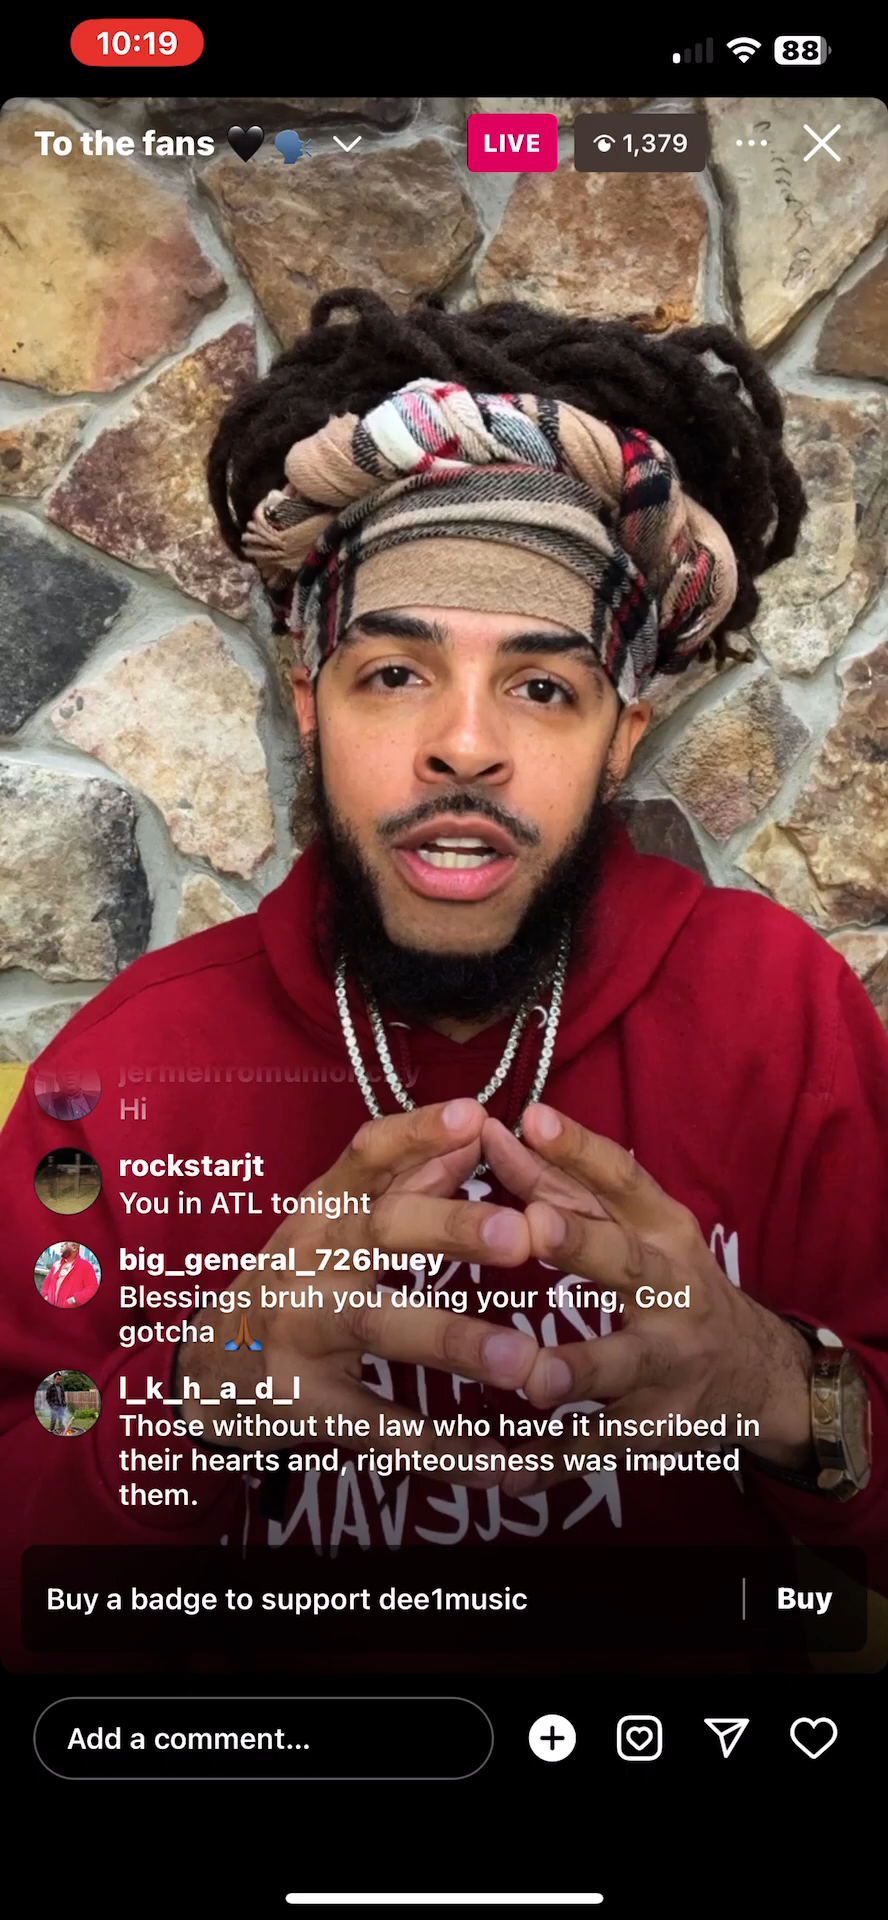 10:19
88
To the fans 🖤 🗣️
LIVE
1,379
jermelfromunioncity
Hi
rockstarjt
You in ATL tonight
big_general_726huey
Blessings bruh you doing your thing, God
gotcha 🙏🏾
l_k_h_a_d_l
Those without the law who have it inscribed in
their hearts and, righteousness was imputed
them.
RELEVANT.
Buy a badge to support dee1music
Buy
Add a comment...